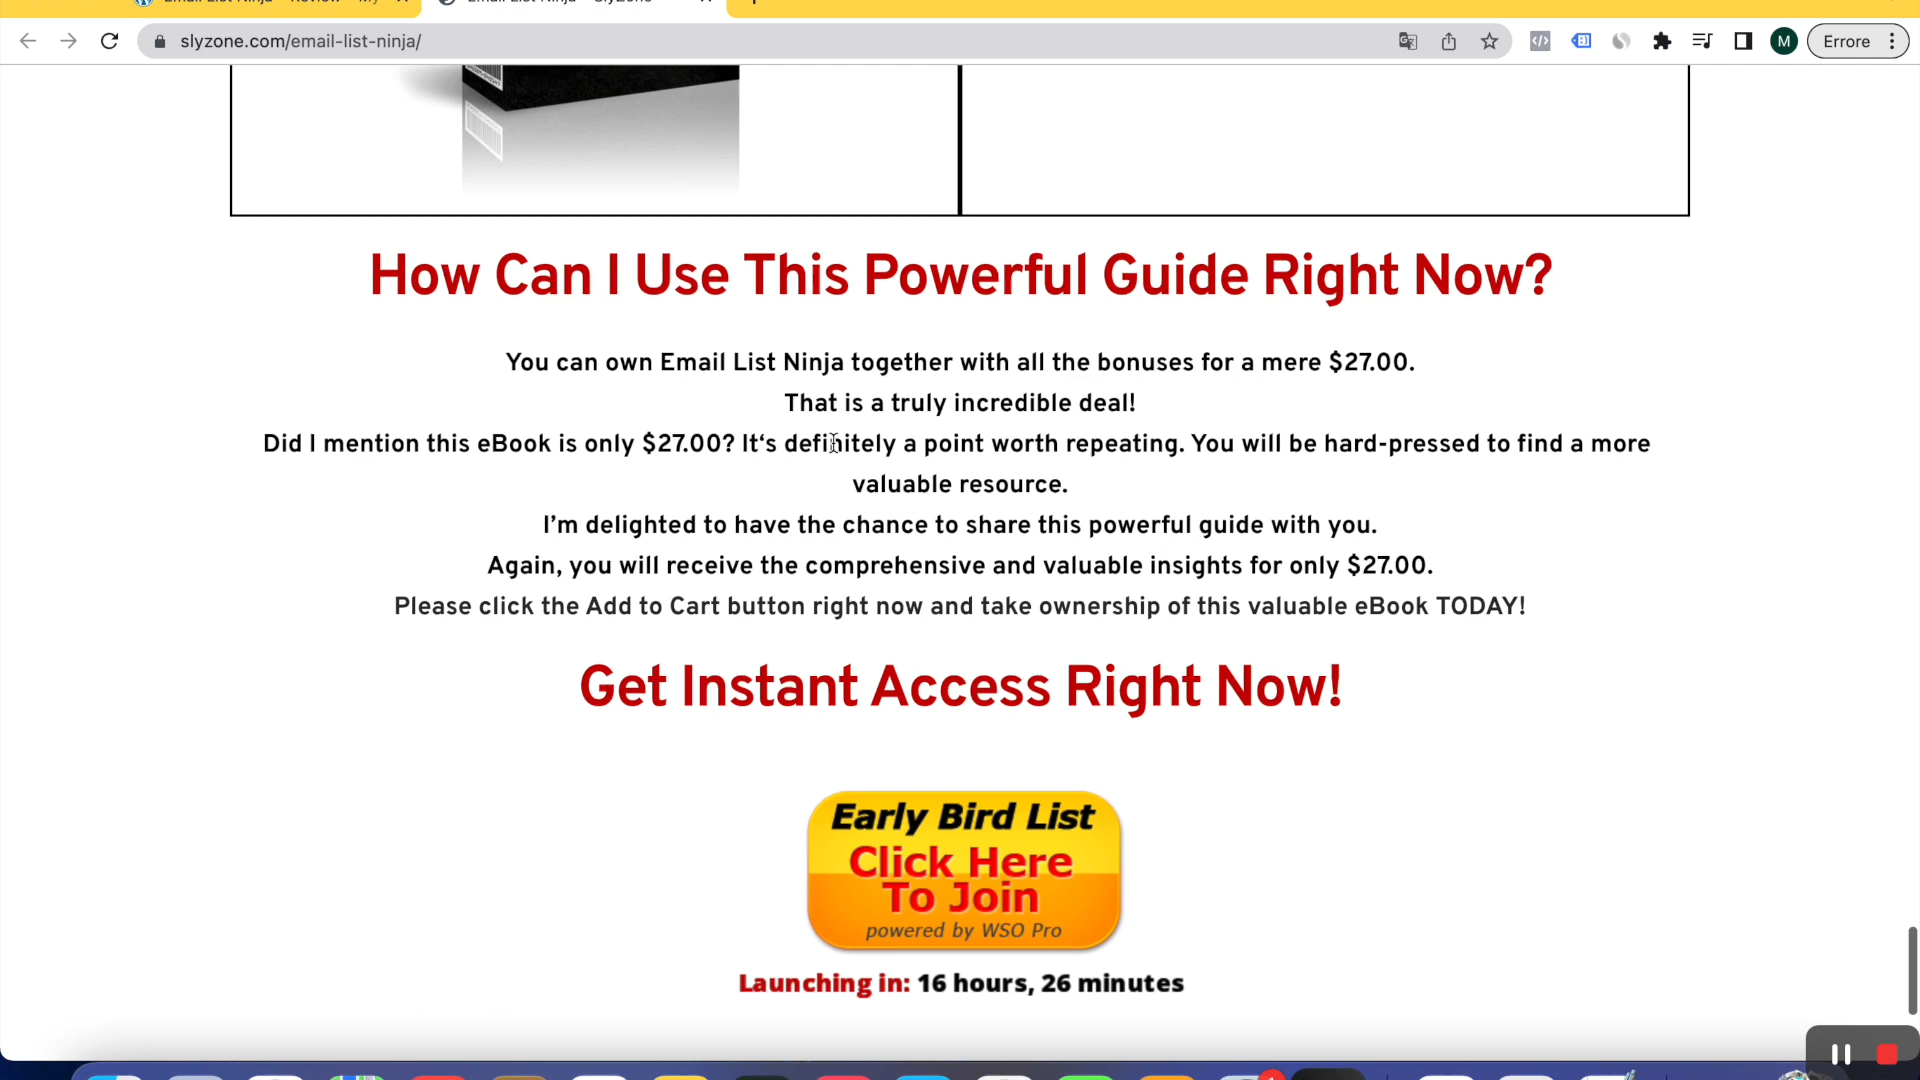 slyzone.com/email-list-ninja/
M
Errore
How Can I Use This Powerful Guide Right Now?
You can own Email List Ninja together with all the bonuses for a mere $27.00.
That is a truly incredible deal!
Did I mention this eBook is only $27.00? It‘s definitely a point worth repeating. You will be hard-pressed to find a more
valuable resource.
I’m delighted to have the chance to share this powerful guide with you.
Again, you will receive the comprehensive and valuable insights for only $27.00.
Please click the Add to Cart button right now and take ownership of this valuable eBook TODAY!
Get Instant Access Right Now!
Early Bird List
Click Here
To Join
powered by WSO Pro
Launching in: 16 hours, 26 minutes